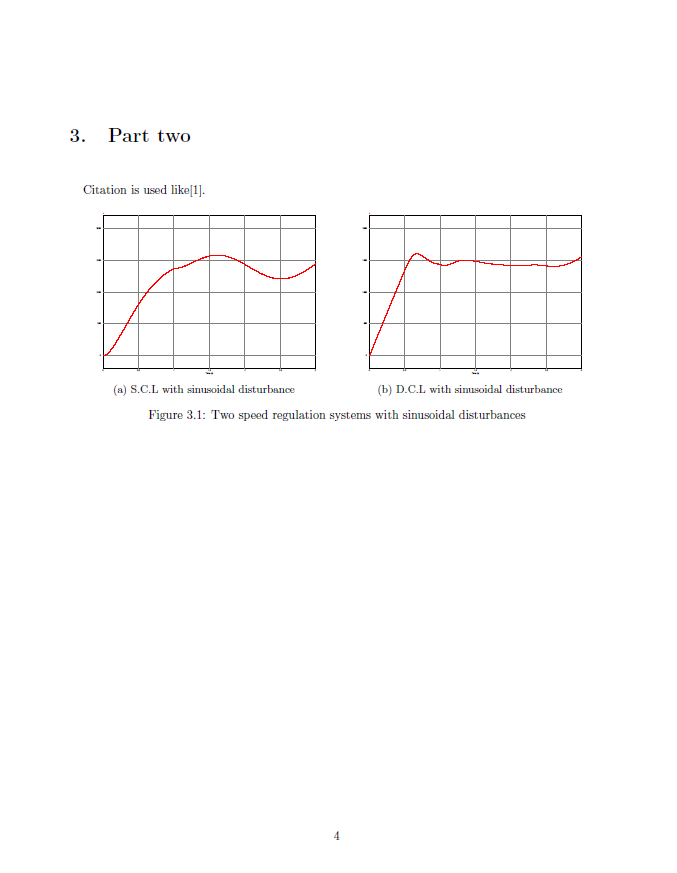 3. Part two
Citation is used like[1].
(a) S.C.L with sinusoidal disturbance
(b) D.C.L with sinusoidal disturbance
Figure 3.1: Two speed regulation systems with sinusoidal disturbances
4